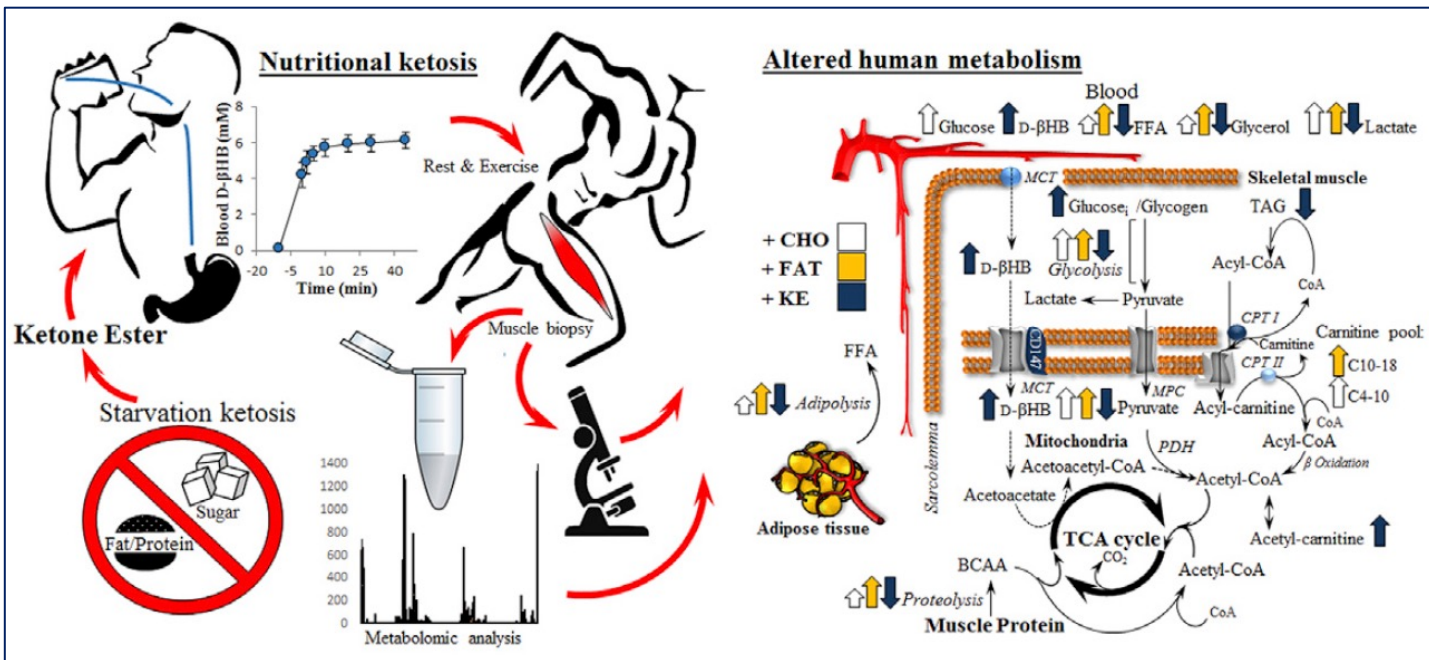 Nutritional ketosis
Blood D-βHB (mM)
8
6
4
2
0
-20 -5 10 25 40
Time (min)
Rest & Exercise
Muscle biopsy
Ketone Ester
Starvation ketosis
Sugar
Fat/Protein
1400
1200
1000
800
600
400
200
0
Metabolomic analysis
Altered human metabolism
Blood
Glucose D-βHB FFA Glycerol Lactate
MCT
Skeletal muscle
Glucosei /Glycogen
TAG
+ CHO
+ FAT
+ KE
D-βHB
Glycolysis
Acyl-CoA
CoA
Lactate Pyruvate
CPT I
Carnitine
CPT II
Carnitine pool:
C10-18
C4-10
CoA
FFA
CD147
MCT
MPC
Adipolysis
D-βHB
Pyruvate
Acyl-carnitine
Acyl-CoA
β Oxidation
Sarcolemma
Mitochondria
PDH
Acetoacetyl-CoA
Acetyl-CoA
Acetoacetate
Adipose tissue
TCA cycle
CO2
Acetyl-carnitine
BCAA
Acetyl-CoA
Proteolysis
CoA
Muscle Protein